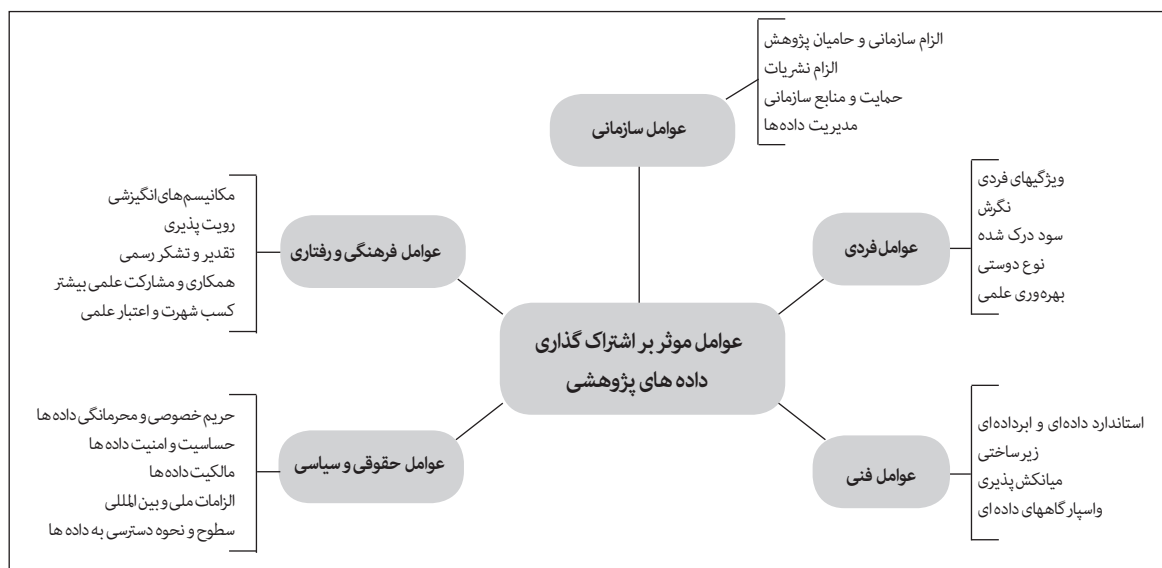 الزام سازمانی و حامیان پژوهش
الزام نشریات
حمایت و منابع سازمانی
مدیریت داده‌ها
عوامل سازمانی
ویژگیهای فردی
نگرش
سود درک شده
نوع دوستی
بهره‌وری علمی
عوامل فردی
مکانیسم‌های انگیزشی
رویت پذیری
تقدیر و تشکر رسمی
همکاری و مشارکت علمی بیشتر
کسب شهرت و اعتبار علمی
عوامل فرهنگی و رفتاری
عوامل موثر بر اشتراک گذاری
داده های پژوهشی
استاندارد داده‌ای و ابرداده‌ای
زیرساختی
میانکش پذیری
واسپارگاههای داده ای
عوامل فنی
حریم خصوصی و محرمانگی داده ها
حساسیت و امنیت داده ها
مالکیت داده‌ها
الزامات ملی و بین المللی
سطوح و نحوه دسترسی به داده ها
عوامل حقوقی و سیاسی